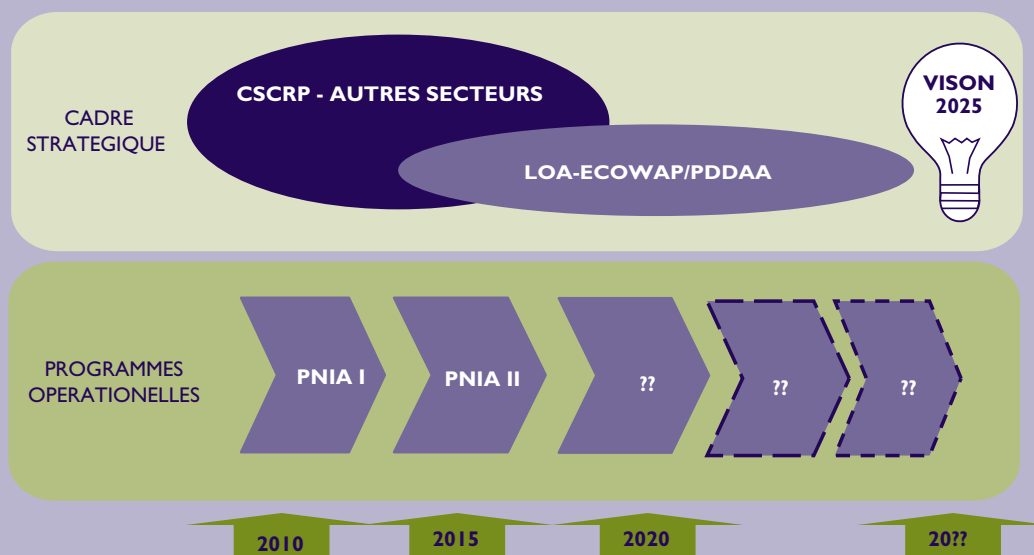 CADRE
STRATEGIQUE
CSCRP - AUTRES SECTEURS
LOA-ECOWAP/PDDAA
VISON
2025
PROGRAMMES
OPERATIONELLES
PNIA I
PNIA II
??
??
??
2010
2015
2020
20??